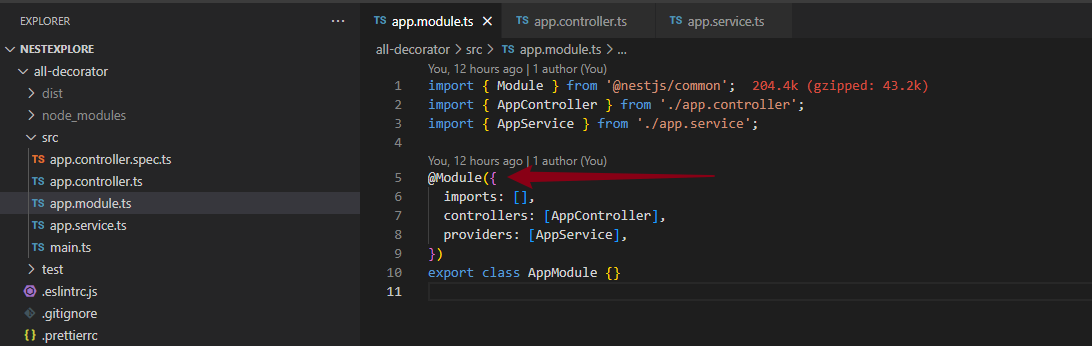 EXPLORER
NESTEXPLORE
all-decorator
dist
node_modules
src
TS app.controller.spec.ts
TS app.controller.ts
TS app.module.ts
TS app.service.ts
TS main.ts
test
.eslintrc.js
.gitignore
{ } .prettierrc
TS app.module.ts × TS app.controller.ts TS app.service.ts
all-decorator > src > TS app.module.ts > ...
You, 12 hours ago | 1 author (You)
1 import { Module } from '@nestjs/common'; 204.4k (gzipped: 43.2k)
2 import { AppController } from './app.controller';
3 import { AppService } from './app.service';
4
You, 12 hours ago | 1 author (You)
5 @Module({
6 imports: [],
7 controllers: [AppController],
8 providers: [AppService],
9 })
10 export class AppModule {}
11